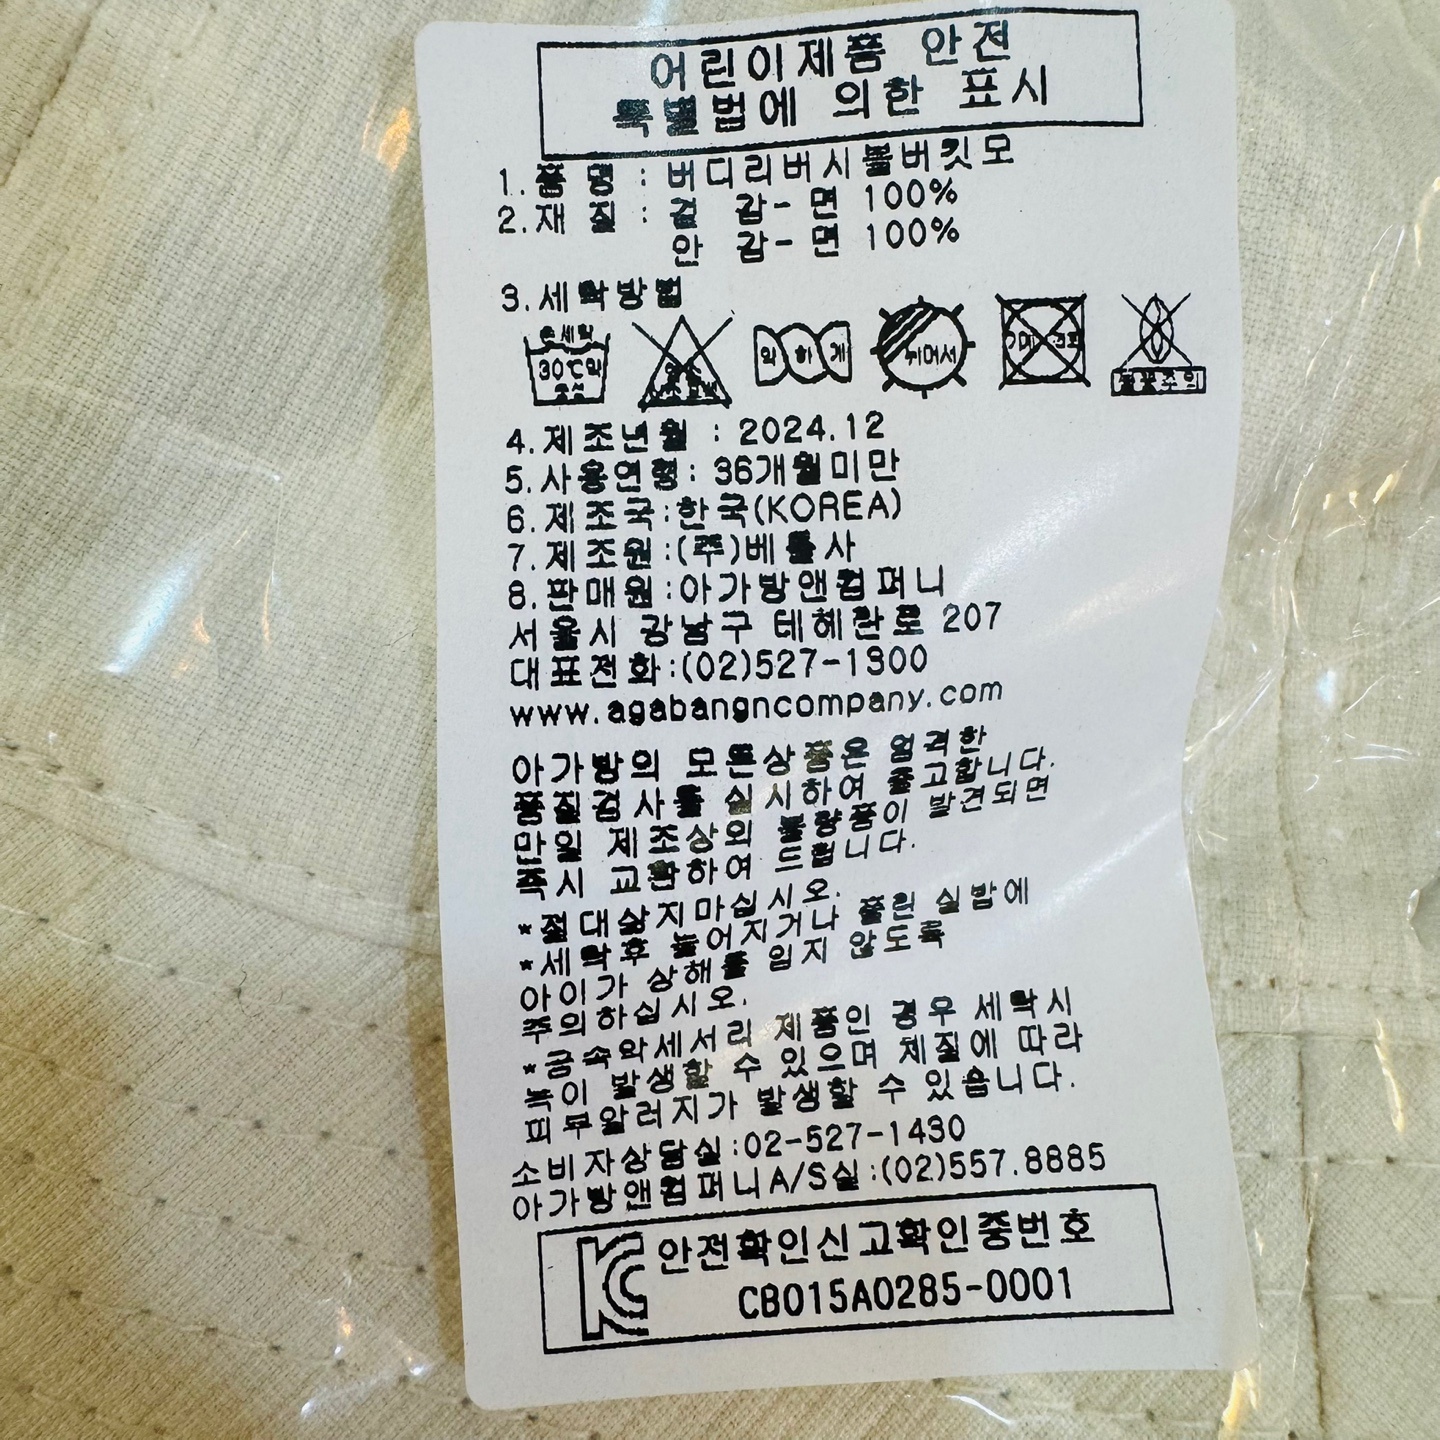 어린이제품 안전
특별법에 의한 표시
1.품 명 : 버디리버시블버킷모
2.재 질 : 겉 감- 면 100%
안 감- 면 100%
3.세탁방법
손세탁
30℃약
중성
약 하 게
뉘어서
불꽃주의
4.제조년월 : 2024.12
5.사용연령: 36개월미만
6.제조국:한국(KOREA)
7.제조원:(주)베틀사
8.판매원:아가방앤컴퍼니
서울시 강남구 테헤란로 207
대표전화:(02)527-1300
www.agabangncompany.com
아가방의 모든상품은 엄격한
품질검사를 실시하여 출고합니다.
만일 제조상의 불량품이 발견되면
즉시 교환하여 드립니다.
*절대삶지마십시오.
*세탁후 늘어지거나 풀린 실밥에
아이가 상해를 입지 않도록
주의하십시오.
*금속악세서리 제품인 경우 세탁시
녹이 발생할 수 있으며 체질에 따라
피부알러지가 발생할 수 있습니다.
소비자상담실:02-527-1430
아가방앤컴퍼니A/S실:(02)557.8885
KC 안전확인신고확인증번호
CB015A0285-0001